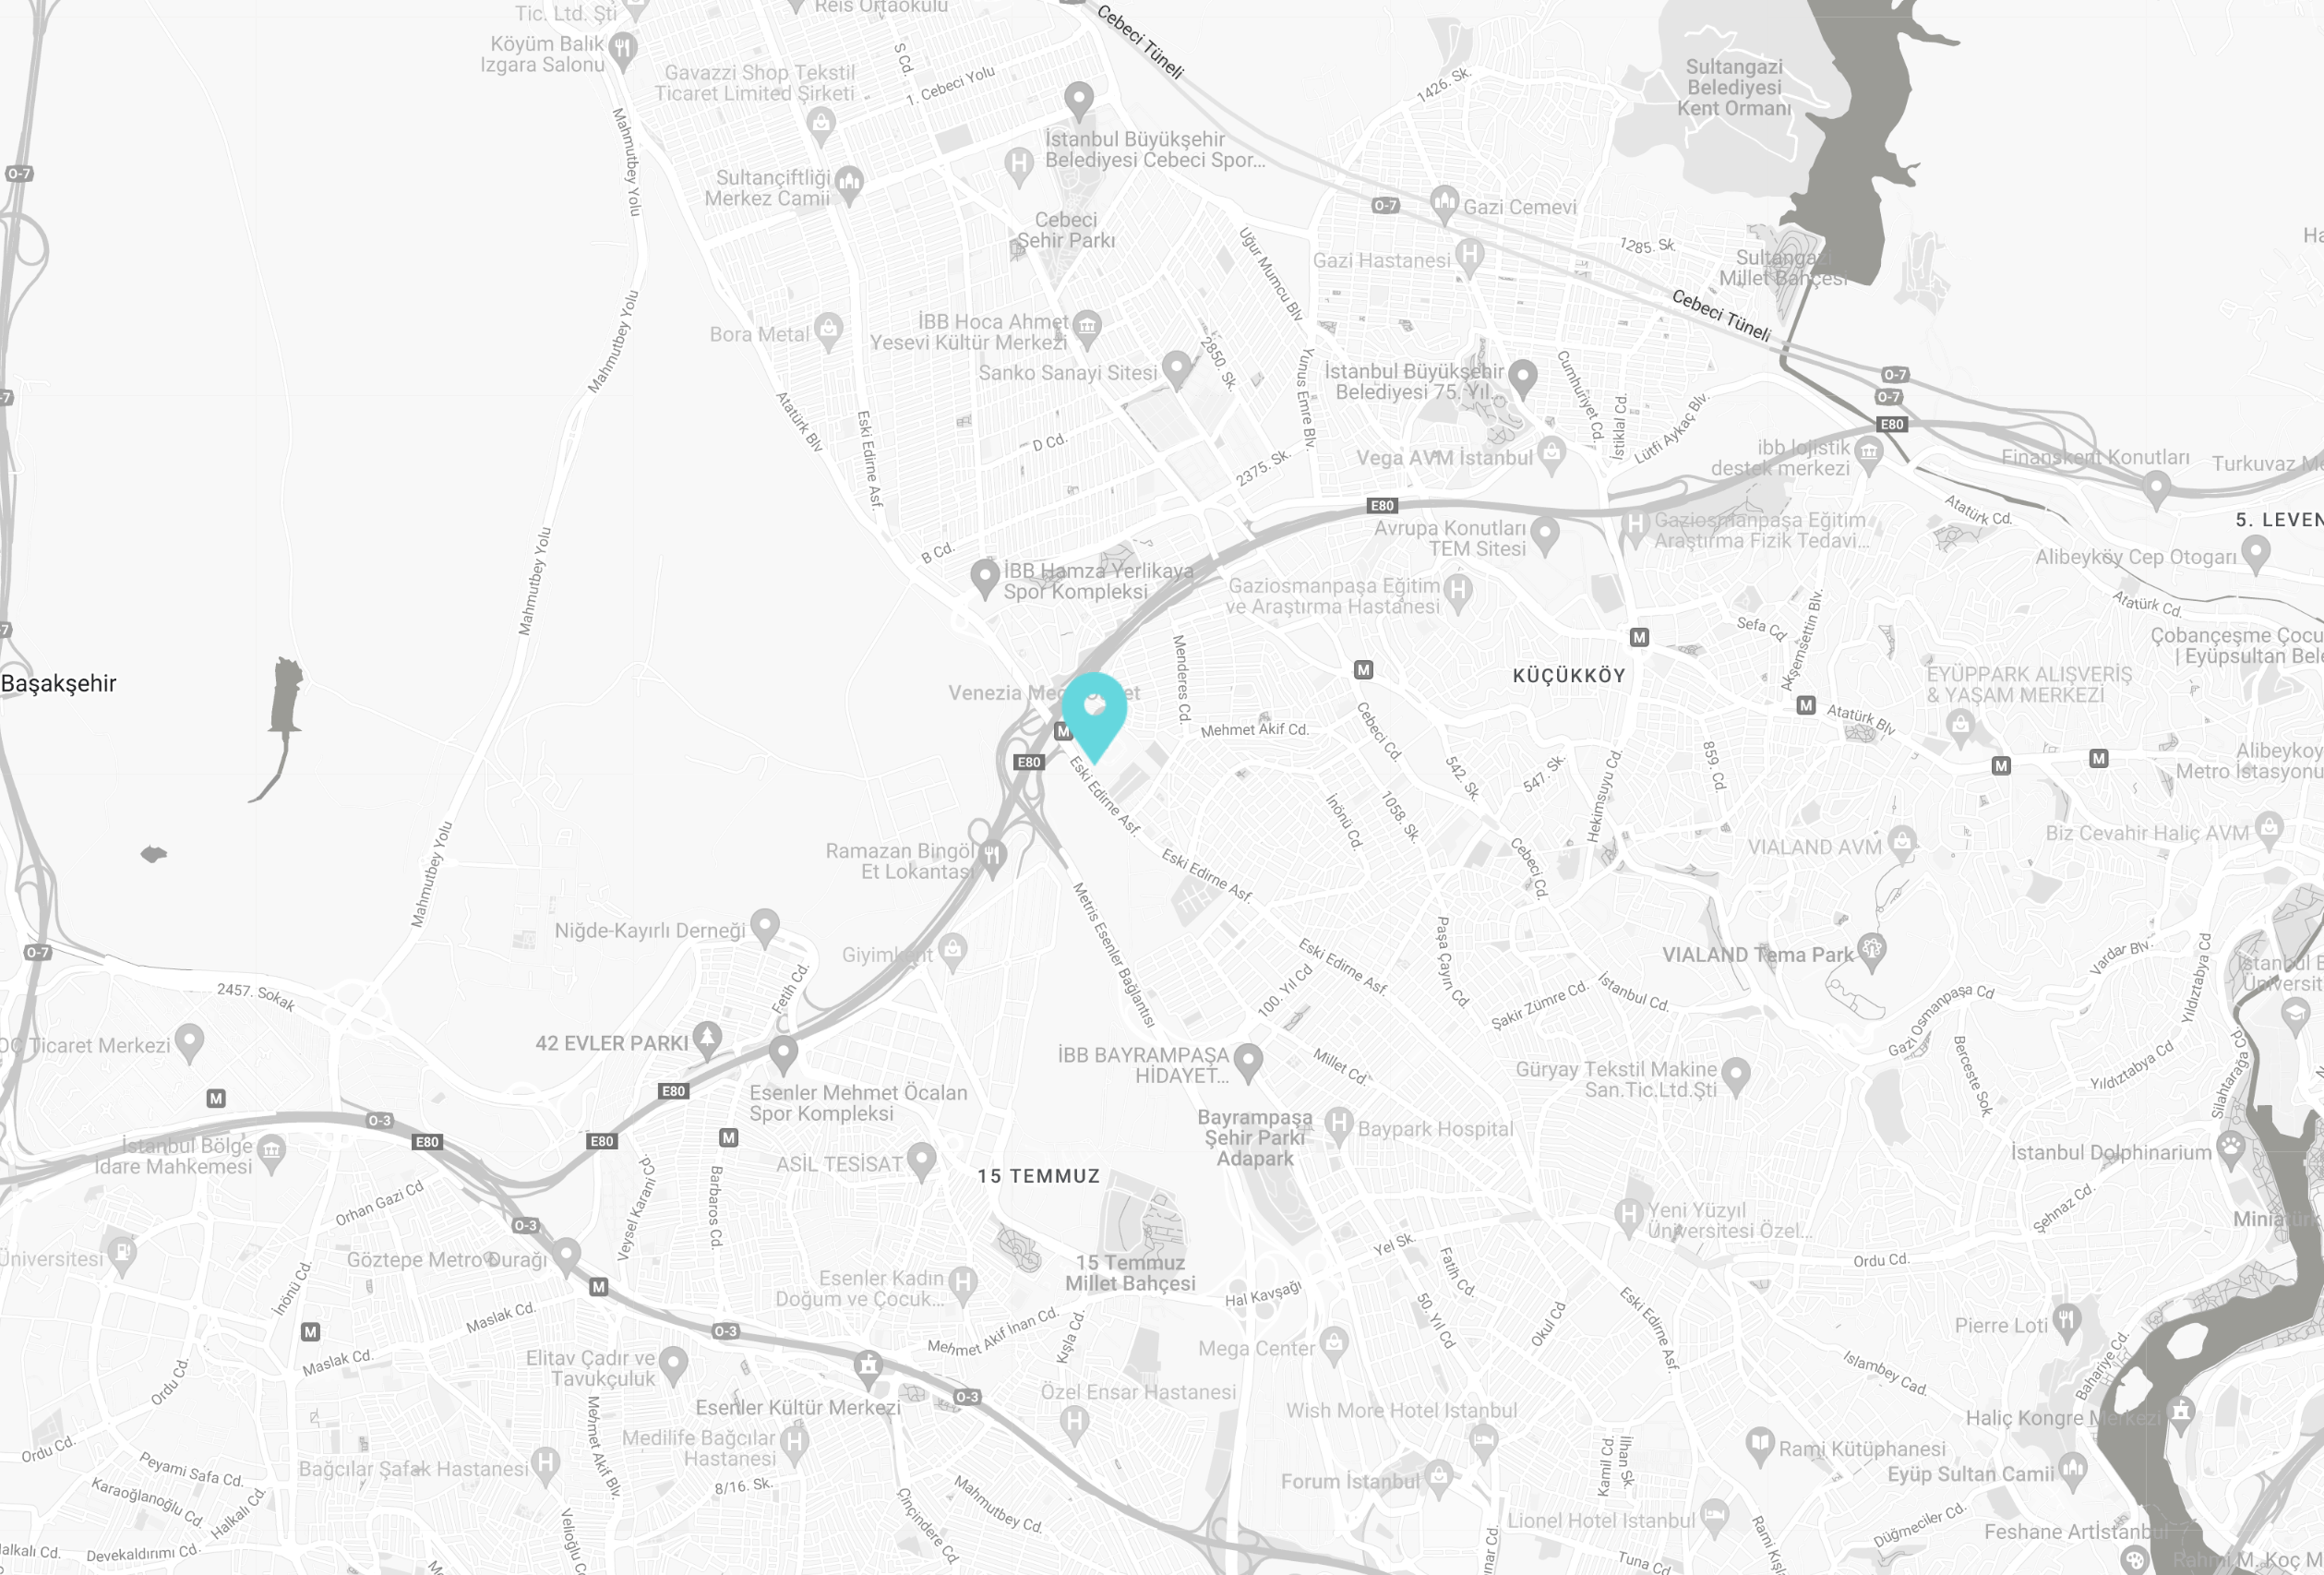 Tic. Ltd. Şti
Reis Ortaokulu
Cebeci Tüneli
Köyüm Balık
Izgara Salonu
S Cd.
Gavazzi Shop Tekstil
Ticaret Limited Şirketi
1. Cebeci Yolu
1426. Sk.
Sultangazi
Belediyesi
Kent Ormanı
Mahmutbey Yolu
İstanbul Büyükşehir
Belediyesi Cebeci Spor...
O-7
Sultançiftliği
Merkez Camii
O-7
Gazi Cemevi
Cebeci
Şehir Parkı
Uğur Mumcu Blv.
1285. Sk.
Gazi Hastanesi
Sultangazi
Millet Bahçesi
Mahmutbey Yolu
Cebeci Tüneli
Bora Metal
İBB Hoca Ahmet
Yesevi Kültür Merkezi
2850. Sk.
Yunus Emre Blv.
Sanko Sanayi Sitesi
İstanbul Büyükşehir
Belediyesi 75. Yıl...
Cumhuriyet Cd.
İstiklal Cd.
Lütfi Aykaç Blv.
O-7
O-7
E80
Atatürk Blv
Eski Edirne Asf.
D Cd.
2375. Sk.
Vega AVM İstanbul
ibb lojistik
destek merkezi
Finanskent Konutları
E80
Atatürk Cd.
Avrupa Konutları
TEM Sitesi
Gaziosmanpaşa Eğitim
Araştırma Fizik Tedavi...
Alibeyköy Cep Otogarı
Mahmutbey Yolu
B Cd.
İBB Hamza Yerlikaya
Spor Kompleksi
Gaziosmanpaşa Eğitim
ve Araştırma Hastanesi
Atatürk Cd.
Sefa Cd.
Akşemsettin Blv.
M
M
Menderes Cd.
KÜÇÜKKÖY
EYÜPPARK ALIŞVERİŞ
& YAŞAM MERKEZİ
Başakşehir
M
Atatürk Blv
M
Mehmet Akif Cd.
Cebeci Cd.
E80
859. Cd.
M
M
Eski Edirne Asf.
542. Sk.
547. Sk.
Hekimsuyu Cd.
İnönü Cd.
1058. Sk.
Mahmutbey Yolu
Ramazan Bingöl
Et Lokantası
VIALAND AVM
Biz Cevahir Haliç AVM
Eski Edirne Asf.
Cebeci Cd.
Metris Esenler Bağlantısı
Niğde-Kayırlı Derneği
Giyimkent
O-7
Eski Edirne Asf.
Paşa Çayırı Cd.
VIALAND Tema Park
Vardar Blv.
Yıldıztabya Cd
2457. Sokak
Fetih Cd.
100. Yıl Cd
İstanbul Cd.
Şakir Zümre Cd.
Gazi Osmanpaşa Cd
Ticaret Merkezi
42 EVLER PARKI
İBB BAYRAMPAŞA
HİDAYET...
Millet Cd.
Güryay Tekstil Makine
San.Tic.Ltd.Şti
Berceste Sok
Yıldıztabya Cd
Silahtarağa Cd.
M
E80
Esenler Mehmet Öcalan
Spor Kompleksi
O-3
E80
E80
M
Bayrampaşa
Şehir Parkı
Adapark
Baypark Hospital
İstanbul Bölge
İdare Mahkemesi
ASİL TESİSAT
15 TEMMUZ
İstanbul Dolphinarium
Orhan Gazi Cd
Veysel Karani Cd.
Barbaros Cd.
Yeni Yüzyıl
Üniversitesi Özel...
Şehnaz Cd.
O-3
Miniatürk
Üniversitesi
Göztepe Metro Durağı
Yel Sk.
Ordu Cd.
15 Temmuz
Millet Bahçesi
Fatih Cd.
Esenler Kadın
Doğum ve Çocuk...
M
Hal Kavşağı
İnönü Cd.
Maslak Cd.
Eski Edirne Asf.
50. Yıl Cd
Okul Cd
M
O-3
Mehmet Akif İnan Cd.
Kışla Cd.
Pierre Loti
Mega Center
Maslak Cd.
Elitav Çadır ve
Tavukçuluk
İslambey Cad.
Bahariye Cd.
Ordu Cd.
O-3
Özel Ensar Hastanesi
Esenler Kültür Merkezi
Wish More Hotel Istanbul
Haliç Kongre Merkezi
Mehmet Akif Blv.
Medilife Bağcılar
Hastanesi
Rami Kütüphanesi
Ordu Cd.
Bağcılar Şafak Hastanesi
Kamil Cd.
İlhan Sk.
Eyüp Sultan Camii
Peyami Safa Cd.
Forum İstanbul
8/16. Sk.
Karaoğlanoğlu Cd.
Halkalı Cd.
Mahmutbey Cd.
Çinçindere Cd.
Lionel Hotel Istanbul
Düğmeciler Cd.
Feshane Artİstanbul
Devekaldırımı Cd.
Tuna Cd.
Rahmi M. Koç M